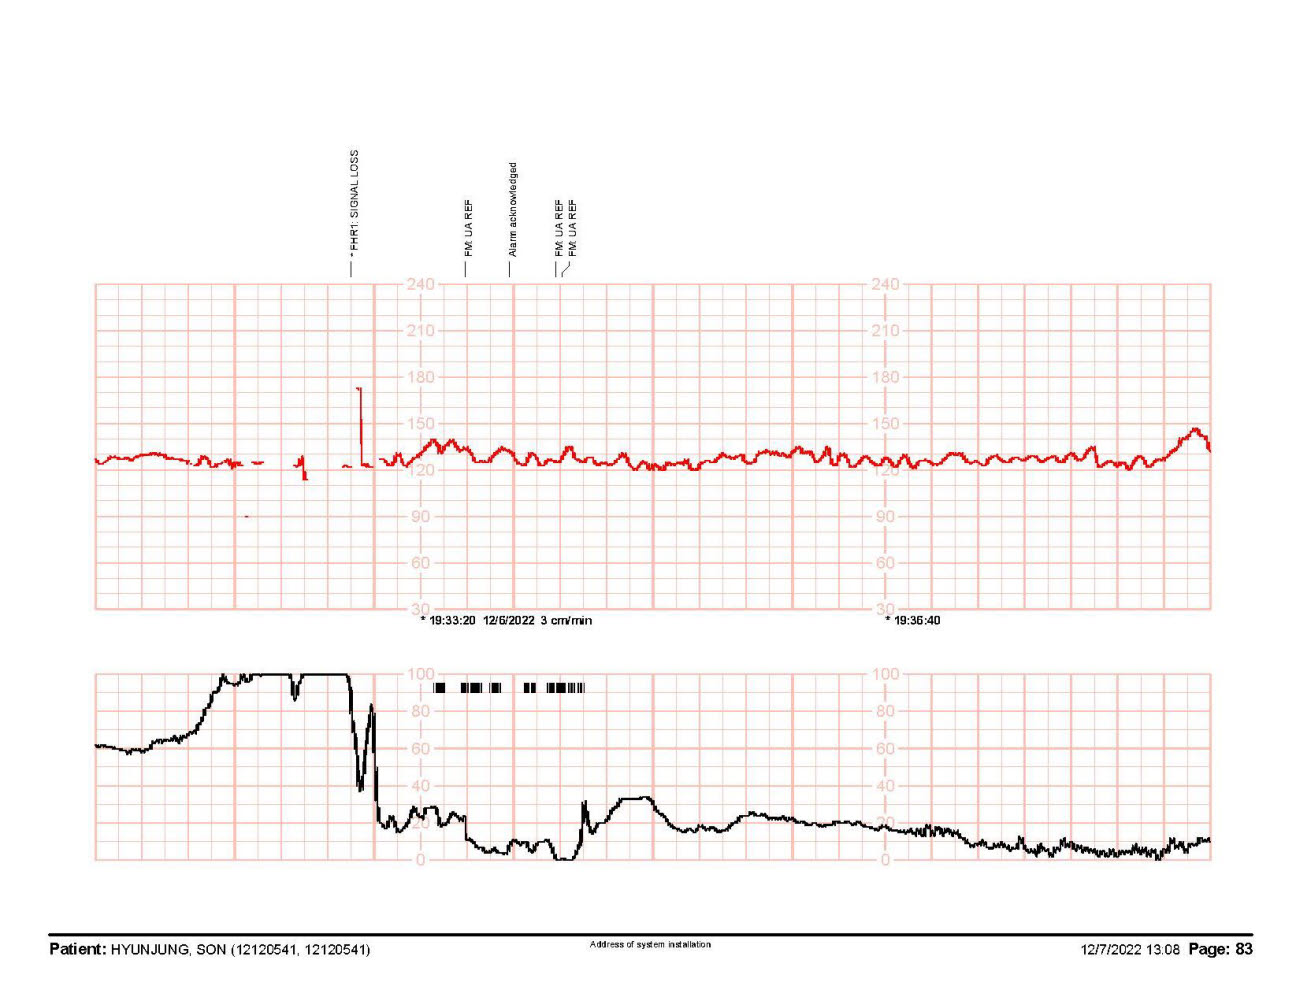 * FHR1: SIGNAL LOSS
FM: UA REF
Alarm acknowledged
FM: UA REF
FM: UA REF
240 240
210 210
180 180
150 150
120 120
90 90
60 60
30 30
* 19:33:20 12/6/2022 3 cm/min * 19:36:40
100 100
80 80
60 60
40 40
20 20
0 0
Patient: HYUNJUNG, SON (12120541, 12120541) Address of system installation 12/7/2022 13:08 Page: 83